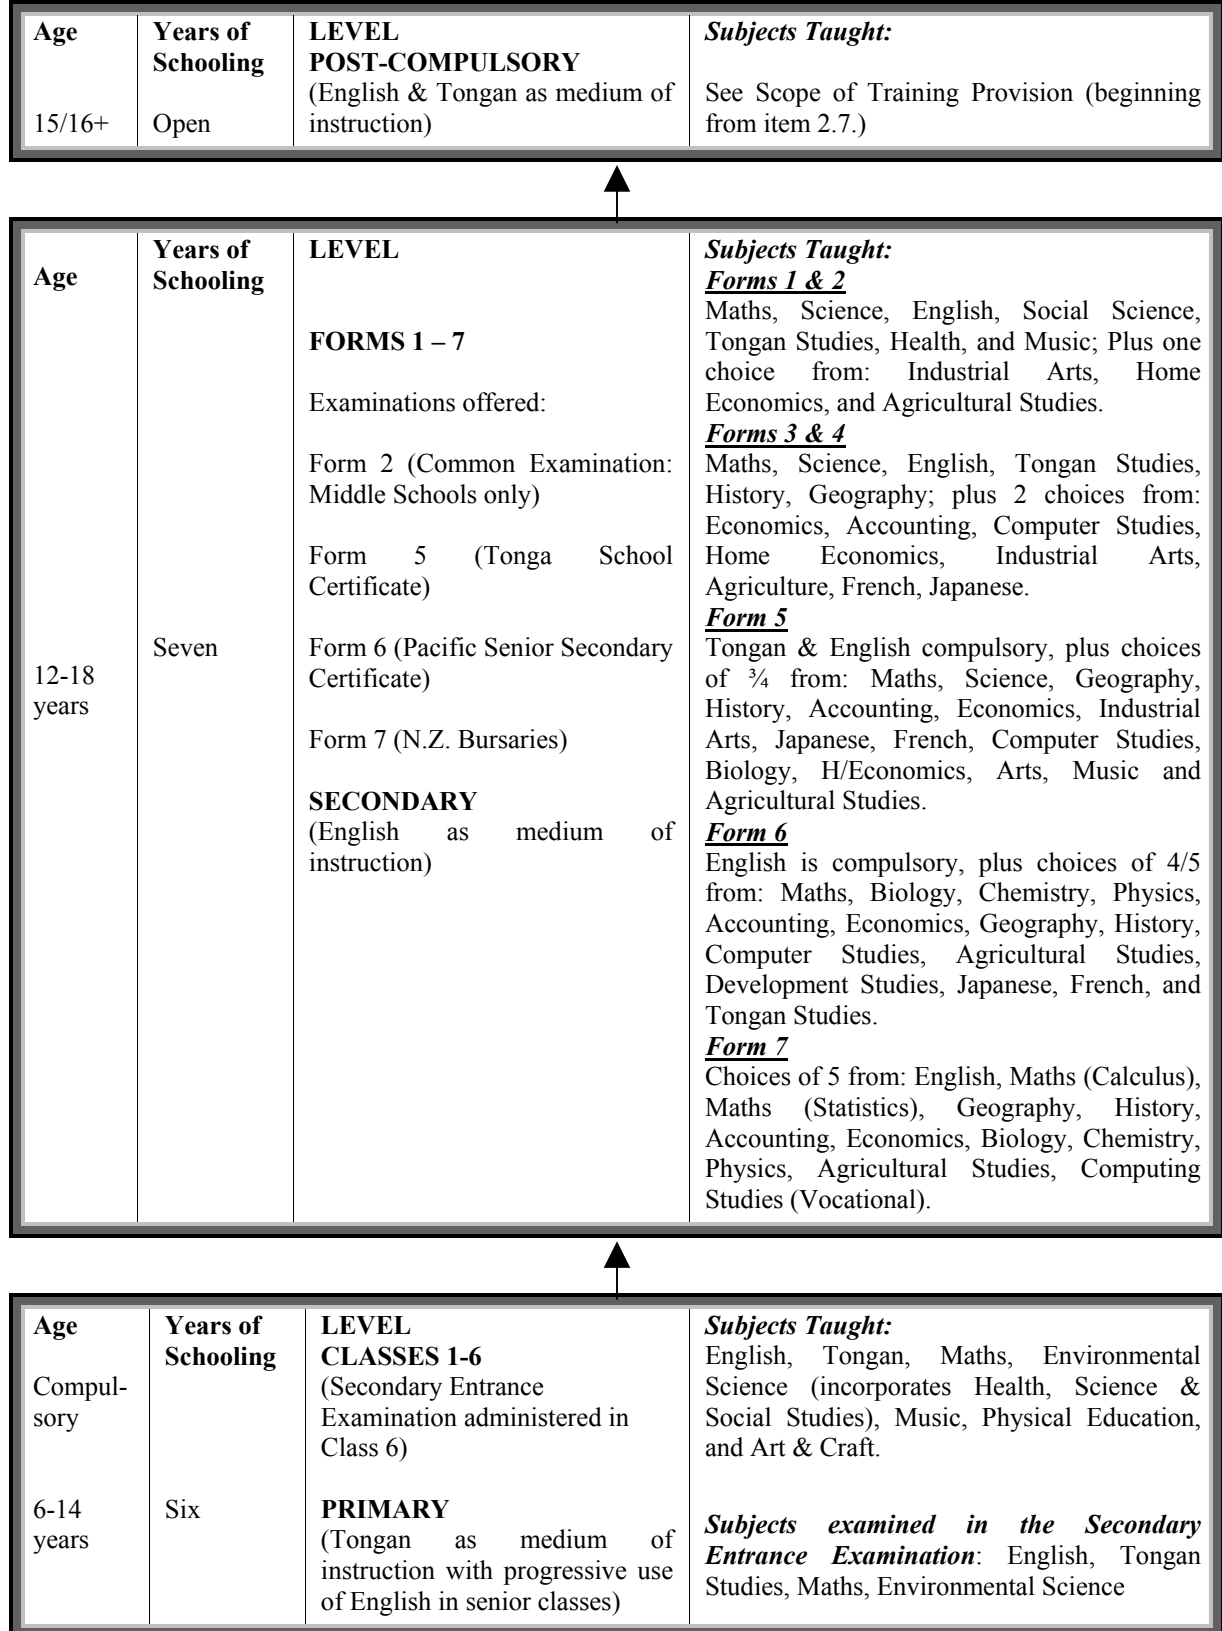 Age
15/16+
Years of
Schooling
Open
LEVEL
POST-COMPULSORY
(English & Tongan as medium of
instruction)
Subjects Taught:
See Scope of Training Provision (beginning
from item 2.7.)
Age
12-18
years
Years of
Schooling
Seven
LEVEL
FORMS 1 – 7
Examinations offered:
Form 2 (Common Examination:
Middle Schools only)
Form 5 (Tonga School
Certificate)
Form 6 (Pacific Senior Secondary
Certificate)
Form 7 (N.Z. Bursaries)
SECONDARY
(English as medium of
instruction)
Subjects Taught:
Forms 1 & 2
Maths, Science, English, Social Science,
Tongan Studies, Health, and Music; Plus one
choice from: Industrial Arts, Home
Economics, and Agricultural Studies.
Forms 3 & 4
Maths, Science, English, Tongan Studies,
History, Geography; plus 2 choices from:
Economics, Accounting, Computer Studies,
Home Economics, Industrial Arts,
Agriculture, French, Japanese.
Form 5
Tongan & English compulsory, plus choices
of ¾ from: Maths, Science, Geography,
History, Accounting, Economics, Industrial
Arts, Japanese, French, Computer Studies,
Biology, H/Economics, Arts, Music and
Agricultural Studies.
Form 6
English is compulsory, plus choices of 4/5
from: Maths, Biology, Chemistry, Physics,
Accounting, Economics, Geography, History,
Computer Studies, Agricultural Studies,
Development Studies, Japanese, French, and
Tongan Studies.
Form 7
Choices of 5 from: English, Maths (Calculus),
Maths (Statistics), Geography, History,
Accounting, Economics, Biology, Chemistry,
Physics, Agricultural Studies, Computing
Studies (Vocational).
Age
Compul-
sory
6-14
years
Years of
Schooling
Six
LEVEL
CLASSES 1-6
(Secondary Entrance
Examination administered in
Class 6)
PRIMARY
(Tongan as medium of
instruction with progressive use
of English in senior classes)
Subjects Taught:
English, Tongan, Maths, Environmental
Science (incorporates Health, Science &
Social Studies), Music, Physical Education,
and Art & Craft.
Subjects examined in the Secondary
Entrance Examination: English, Tongan
Studies, Maths, Environmental Science